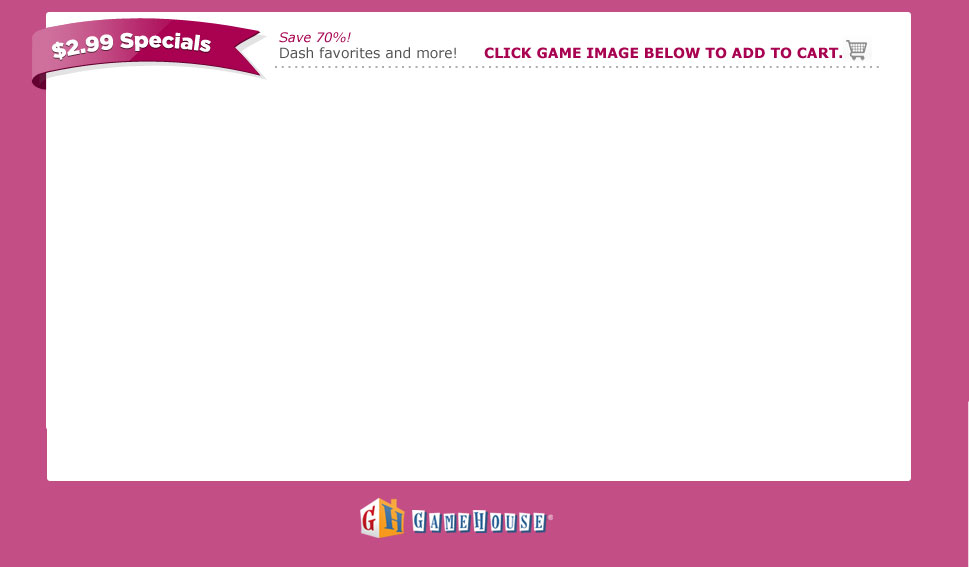 $2.99 Specials
Save 70%!
Dash favorites and more! CLICK GAME IMAGE BELOW TO ADD TO CART.
GH GAMEHOUSE®